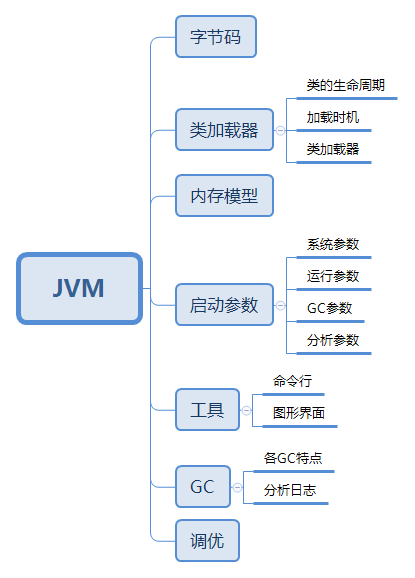 JVM
字节码
类加载器
类的生命周期
加载时机
类加载器
内存模型
启动参数
系统参数
运行参数
GC参数
分析参数
工具
命令行
图形界面
GC
各GC特点
分析日志
调优